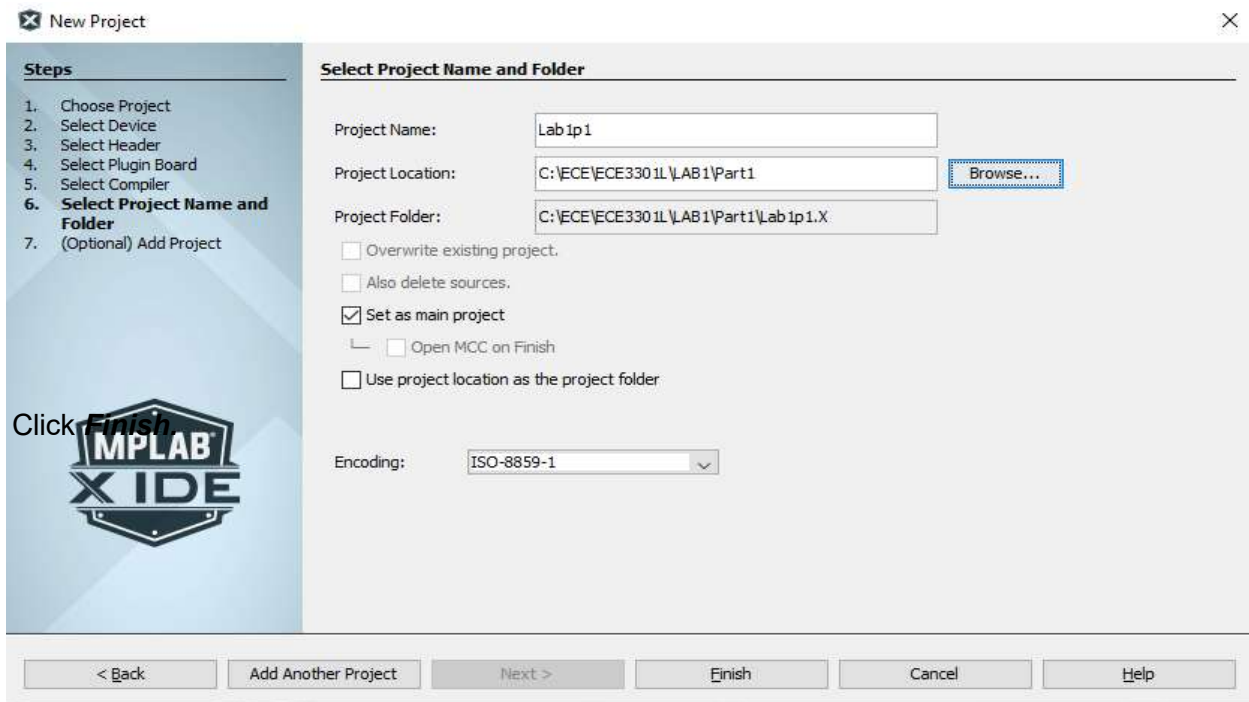 New Project
Steps
1. Choose Project
2. Select Device
3. Select Header
4. Select Plugin Board
5. Select Compiler
6. Select Project Name and
Folder
7. (Optional) Add Project
Click Finish.
MPLAB®
X IDE
Select Project Name and Folder
Project Name: Lab1p1
Project Location: C:\ECE\ECE3301L\LAB1\Part1 Browse...
Project Folder: C:\ECE\ECE3301L\LAB1\Part1\Lab1p1.X
Overwrite existing project.
Also delete sources.
Set as main project
Open MCC on Finish
Use project location as the project folder
Encoding: ISO-8859-1
< Back Add Another Project Next > Finish Cancel Help